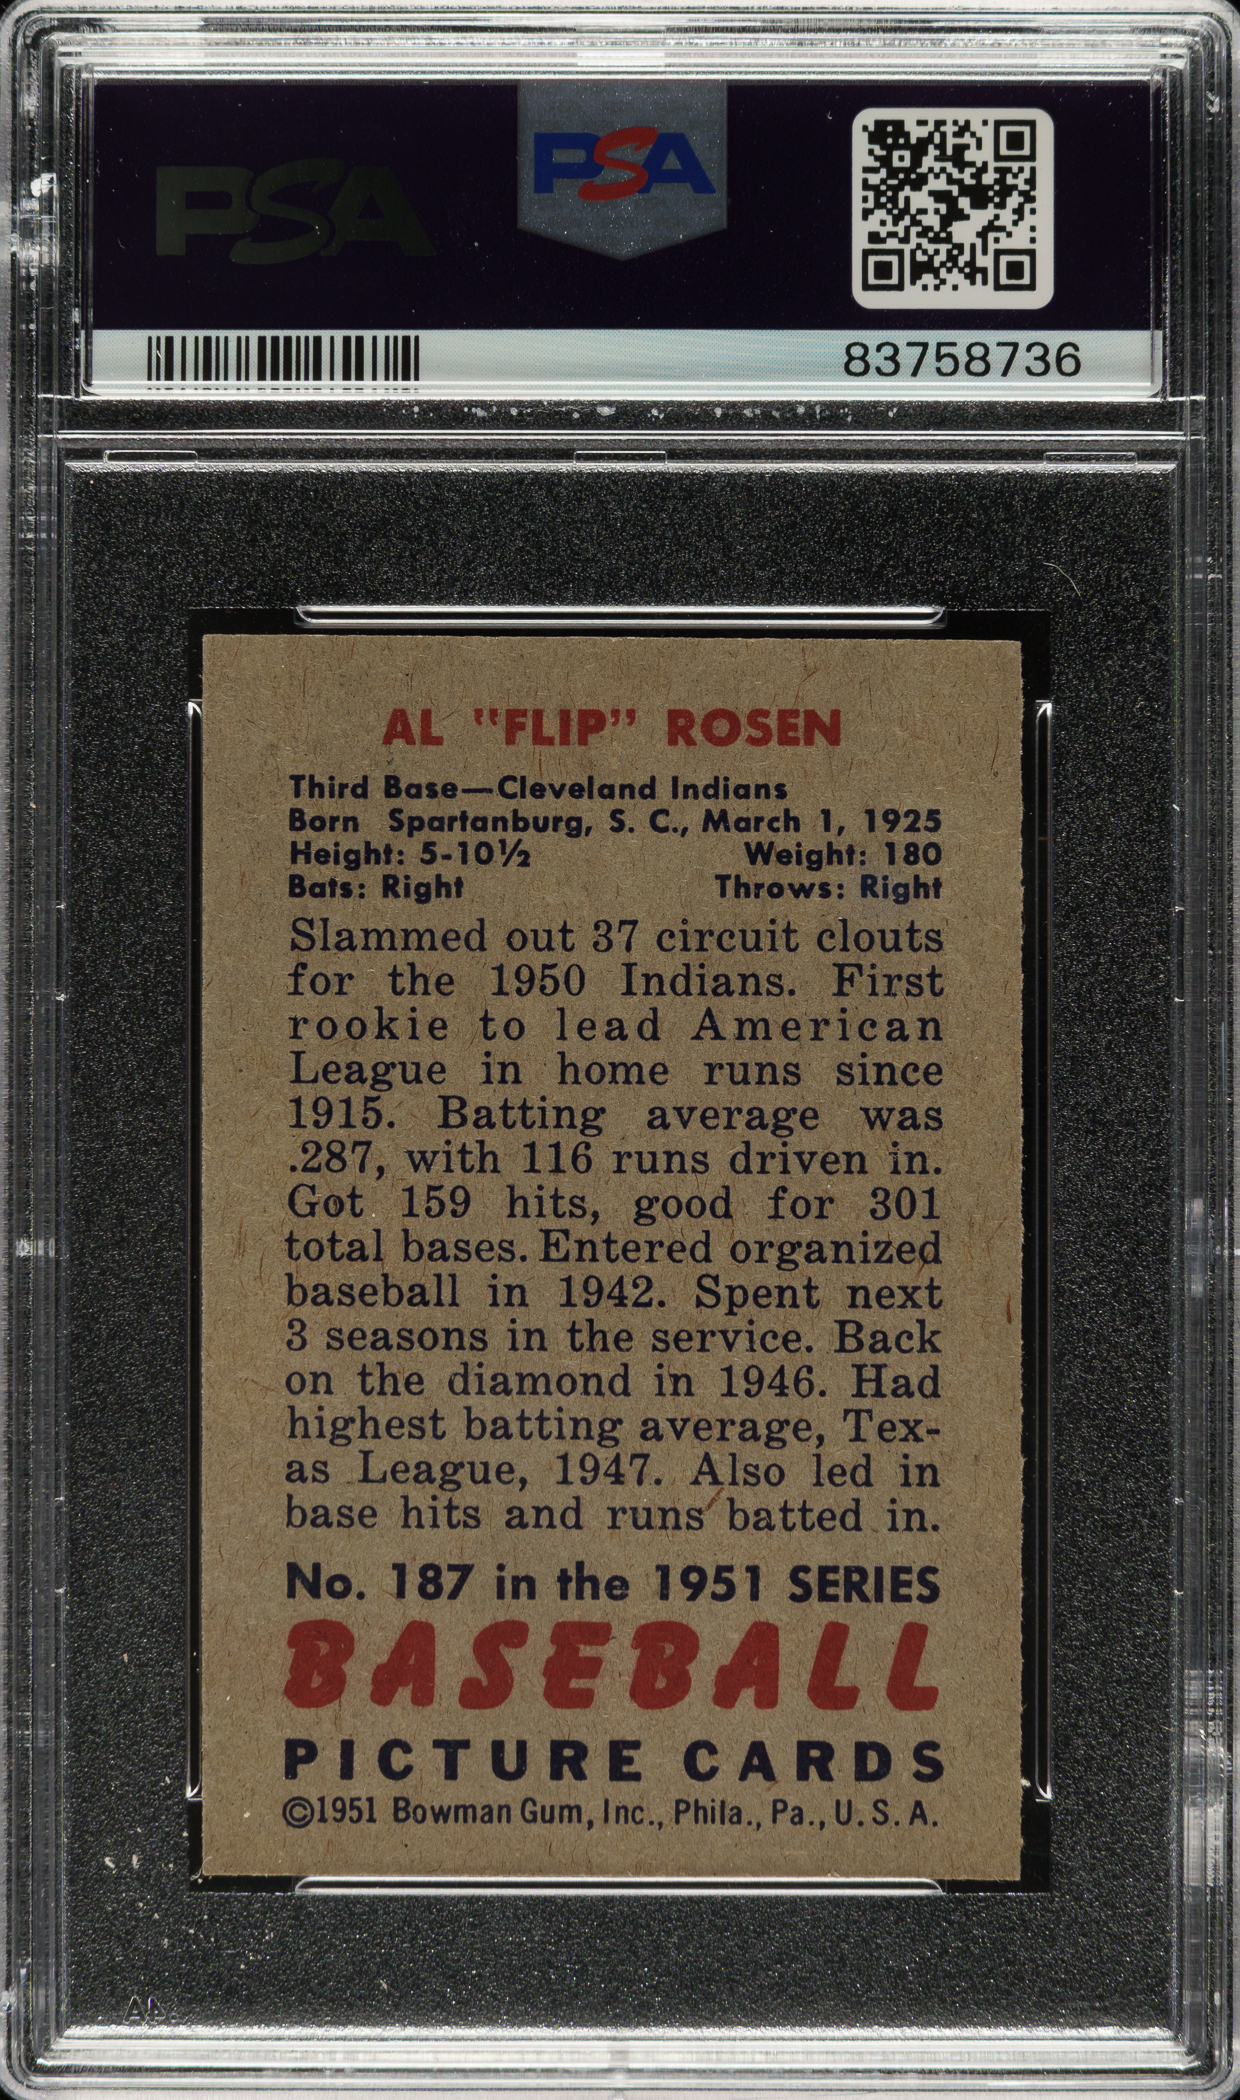 PSA
PSA
83758736
AL "FLIP" ROSEN
Third Base—Cleveland Indians
Born Spartanburg, S. C., March 1, 1925
Height: 5-10½ Weight: 180
Bats: Right Throws: Right
Slammed out 37 circuit clouts
for the 1950 Indians. First
rookie to lead American
League in home runs since
1915. Batting average was
.287, with 116 runs driven in.
Got 159 hits, good for 301
total bases. Entered organized
baseball in 1942. Spent next
3 seasons in the service. Back
on the diamond in 1946. Had
highest batting average, Tex-
as League, 1947. Also led in
base hits and runs batted in.
No. 187 in the 1951 SERIES
BASEBALL
PICTURE CARDS
©1951 Bowman Gum, Inc., Phila., Pa., U. S. A.